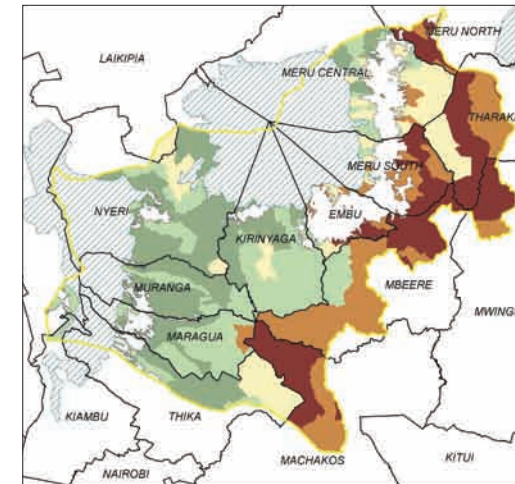 MERU NORTH
LAIKIPIA
MERU CENTRAL
THARAKA
MERU SOUTH
NYERI
EMBU
KIRINYAGA
MURANGA
MBEERE
MWINGI
MARAGUA
KIAMBU
THIKA
KITUI
MACHAKOS
NAIROBI